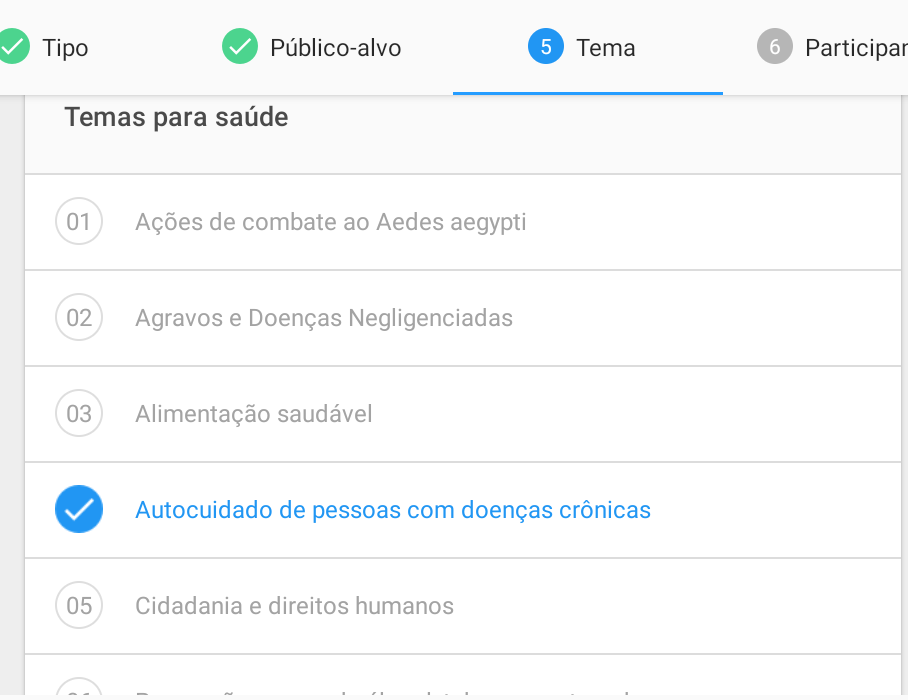 Tipo
Público-alvo
5 Tema
6 Participar
Temas para saúde
01 Ações de combate ao Aedes aegypti
02 Agravos e Doenças Negligenciadas
03 Alimentação saudável
Autocuidado de pessoas com doenças crônicas
05 Cidadania e direitos humanos